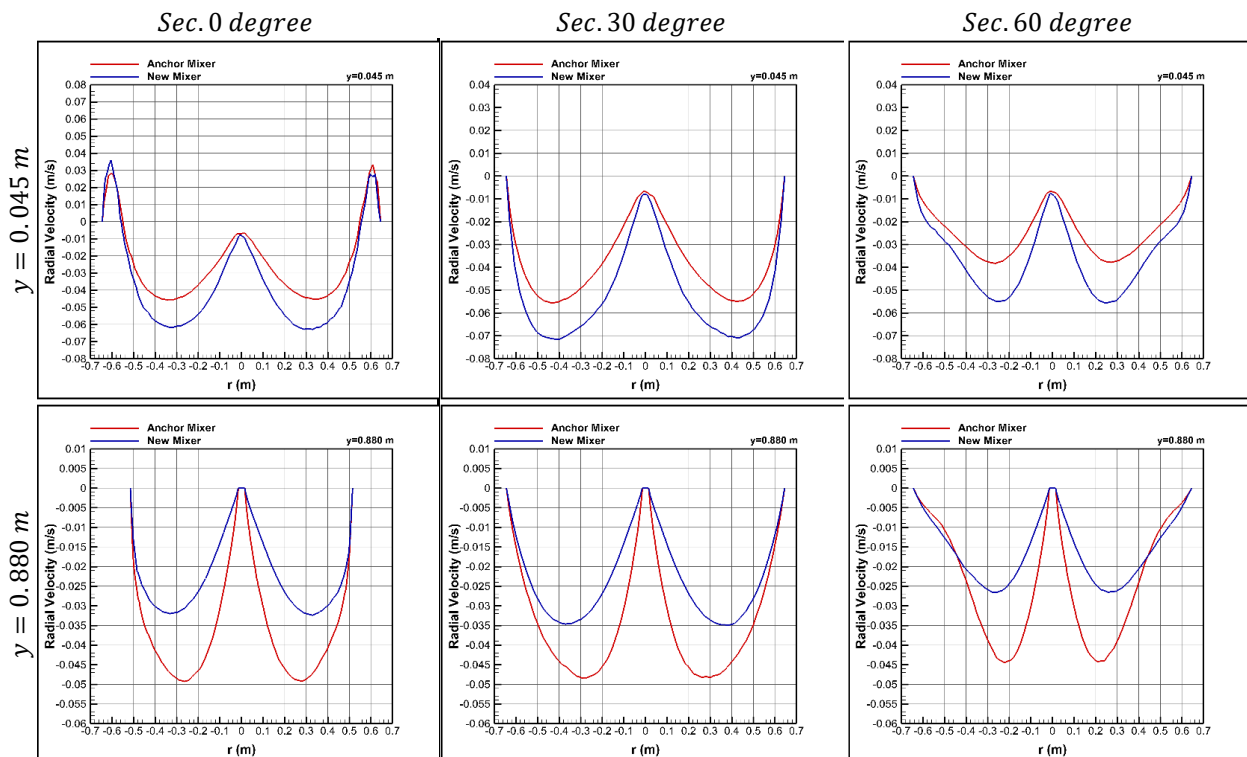 Sec. 0 degree
Sec. 30 degree
Sec. 60 degree
y = 0.045 m
Anchor Mixer
New Mixer
y=0.045 m
0.08
0.07
0.06
0.05
0.04
0.03
0.02
0.01
0
-0.01
-0.02
-0.03
-0.04
-0.05
-0.06
-0.07
-0.08
Radial Velocity (m/s)
-0.7 -0.6 -0.5 -0.4 -0.3 -0.2 -0.1 0 0.1 0.2 0.3 0.4 0.5 0.6 0.7
r (m)
Anchor Mixer
New Mixer
y=0.045 m
0.04
0.03
0.02
0.01
0
-0.01
-0.02
-0.03
-0.04
-0.05
-0.06
-0.07
-0.08
Radial Velocity (m/s)
-0.7 -0.6 -0.5 -0.4 -0.3 -0.2 -0.1 0 0.1 0.2 0.3 0.4 0.5 0.6 0.7
r (m)
Anchor Mixer
New Mixer
y=0.045 m
0.04
0.03
0.02
0.01
0
-0.01
-0.02
-0.03
-0.04
-0.05
-0.06
-0.07
-0.08
Radial Velocity (m/s)
-0.7 -0.6 -0.5 -0.4 -0.3 -0.2 -0.1 0 0.1 0.2 0.3 0.4 0.5 0.6 0.7
r (m)
y = 0.880 m
Anchor Mixer
New Mixer
y=0.880 m
0.01
0.005
0
-0.005
-0.01
-0.015
-0.02
-0.025
-0.03
-0.035
-0.04
-0.045
-0.05
-0.055
-0.06
Radial Velocity (m/s)
-0.7 -0.6 -0.5 -0.4 -0.3 -0.2 -0.1 0 0.1 0.2 0.3 0.4 0.5 0.6 0.7
r (m)
Anchor Mixer
New Mixer
y=0.880 m
0.01
0.005
0
-0.005
-0.01
-0.015
-0.02
-0.025
-0.03
-0.035
-0.04
-0.045
-0.05
-0.055
-0.06
Radial Velocity (m/s)
-0.7 -0.6 -0.5 -0.4 -0.3 -0.2 -0.1 0 0.1 0.2 0.3 0.4 0.5 0.6 0.7
r (m)
Anchor Mixer
New Mixer
y=0.880 m
0.01
0.005
0
-0.005
-0.01
-0.015
-0.02
-0.025
-0.03
-0.035
-0.04
-0.045
-0.05
-0.055
-0.06
Radial Velocity (m/s)
-0.7 -0.6 -0.5 -0.4 -0.3 -0.2 -0.1 0 0.1 0.2 0.3 0.4 0.5 0.6 0.7
r (m)